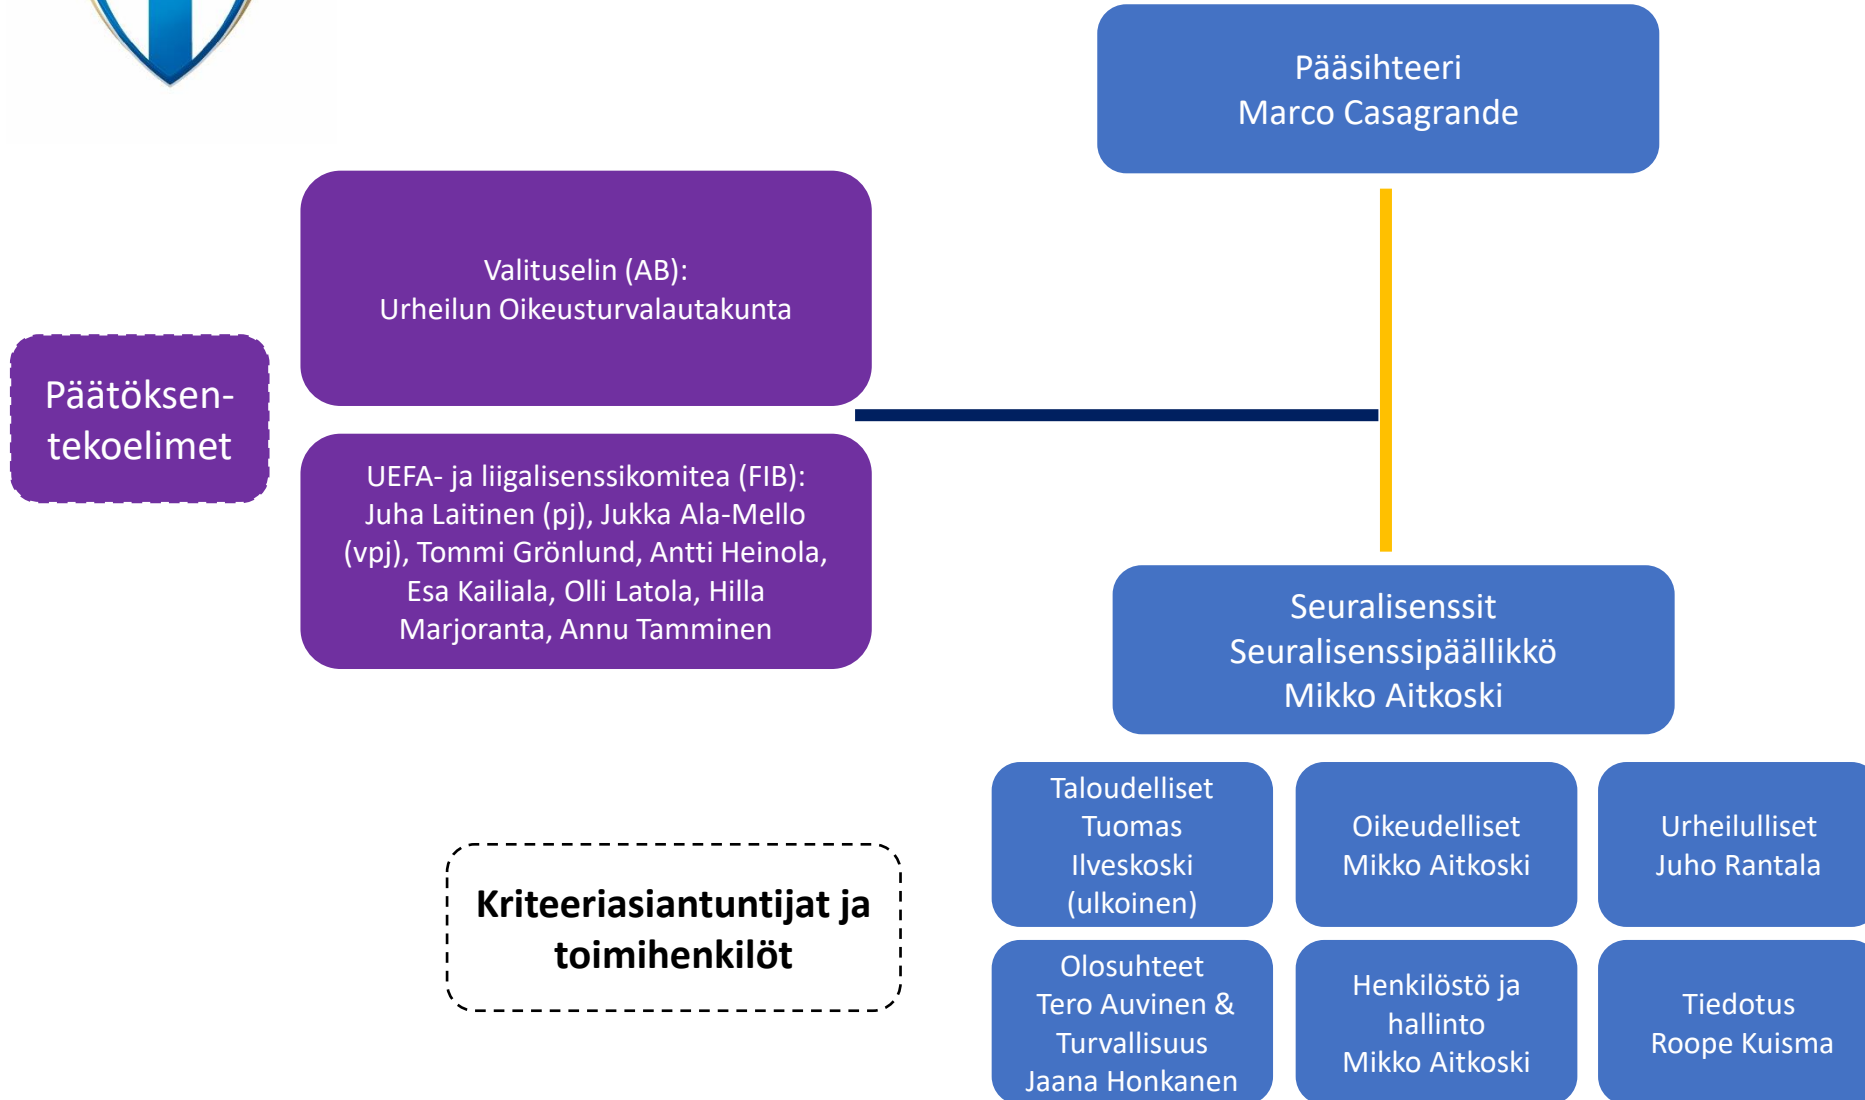 Pääsihteeri
Marco Casagrande
Valituselin (AB):
Urheilun Oikeusturvalautakunta
Päätöksen-
tekoelimet
UEFA- ja liigalisenssikomitea (FIB):
Juha Laitinen (pj), Jukka Ala-Mello
(vpj), Tommi Grönlund, Antti Heinola,
Esa Kailiala, Olli Latola, Hilla
Marjoranta, Annu Tamminen
Seuralisenssit
Seuralisenssipäällikkö
Mikko Aitkoski
Kriteeriasiantuntijat ja
toimihenkilöt
Taloudelliset
Tuomas
Ilveskoski
(ulkoinen)
Oikeudelliset
Mikko Aitkoski
Urheilulliset
Juho Rantala
Olosuhteet
Tero Auvinen &
Turvallisuus
Jaana Honkanen
Henkilöstö ja
hallinto
Mikko Aitkoski
Tiedotus
Roope Kuisma